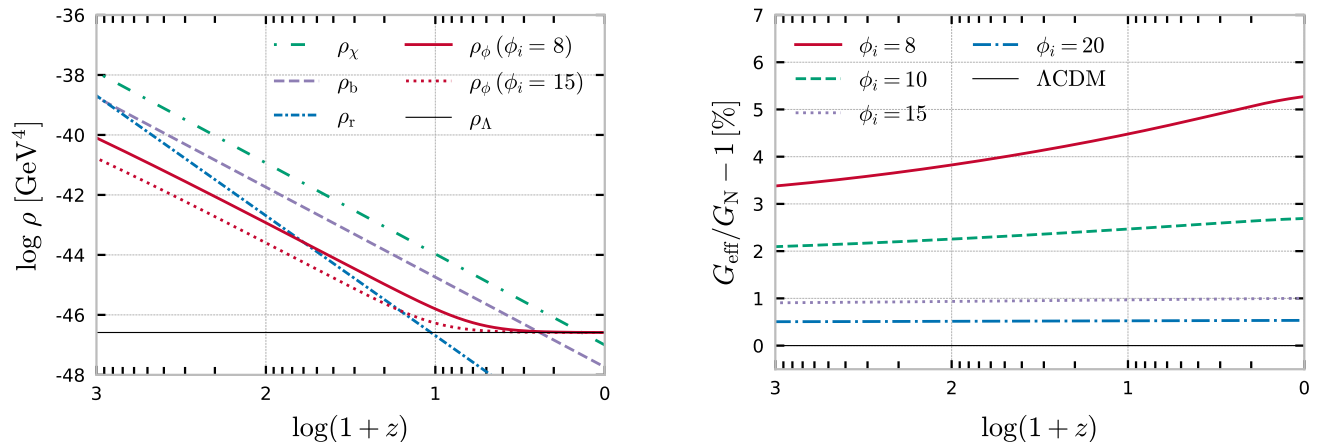 -36
-38
-40
-42
-44
-46
-48
log ρ [GeV⁴]
ρχ
ρb
ρr
ρϕ (ϕi = 8)
ρϕ (ϕi = 15)
ρΛ
3
2
1
0
log(1 + z)
7
6
5
4
3
2
1
0
Geff/GN − 1 [%]
ϕi = 8
ϕi = 10
ϕi = 15
ϕi = 20
ΛCDM
3
2
1
0
log(1 + z)